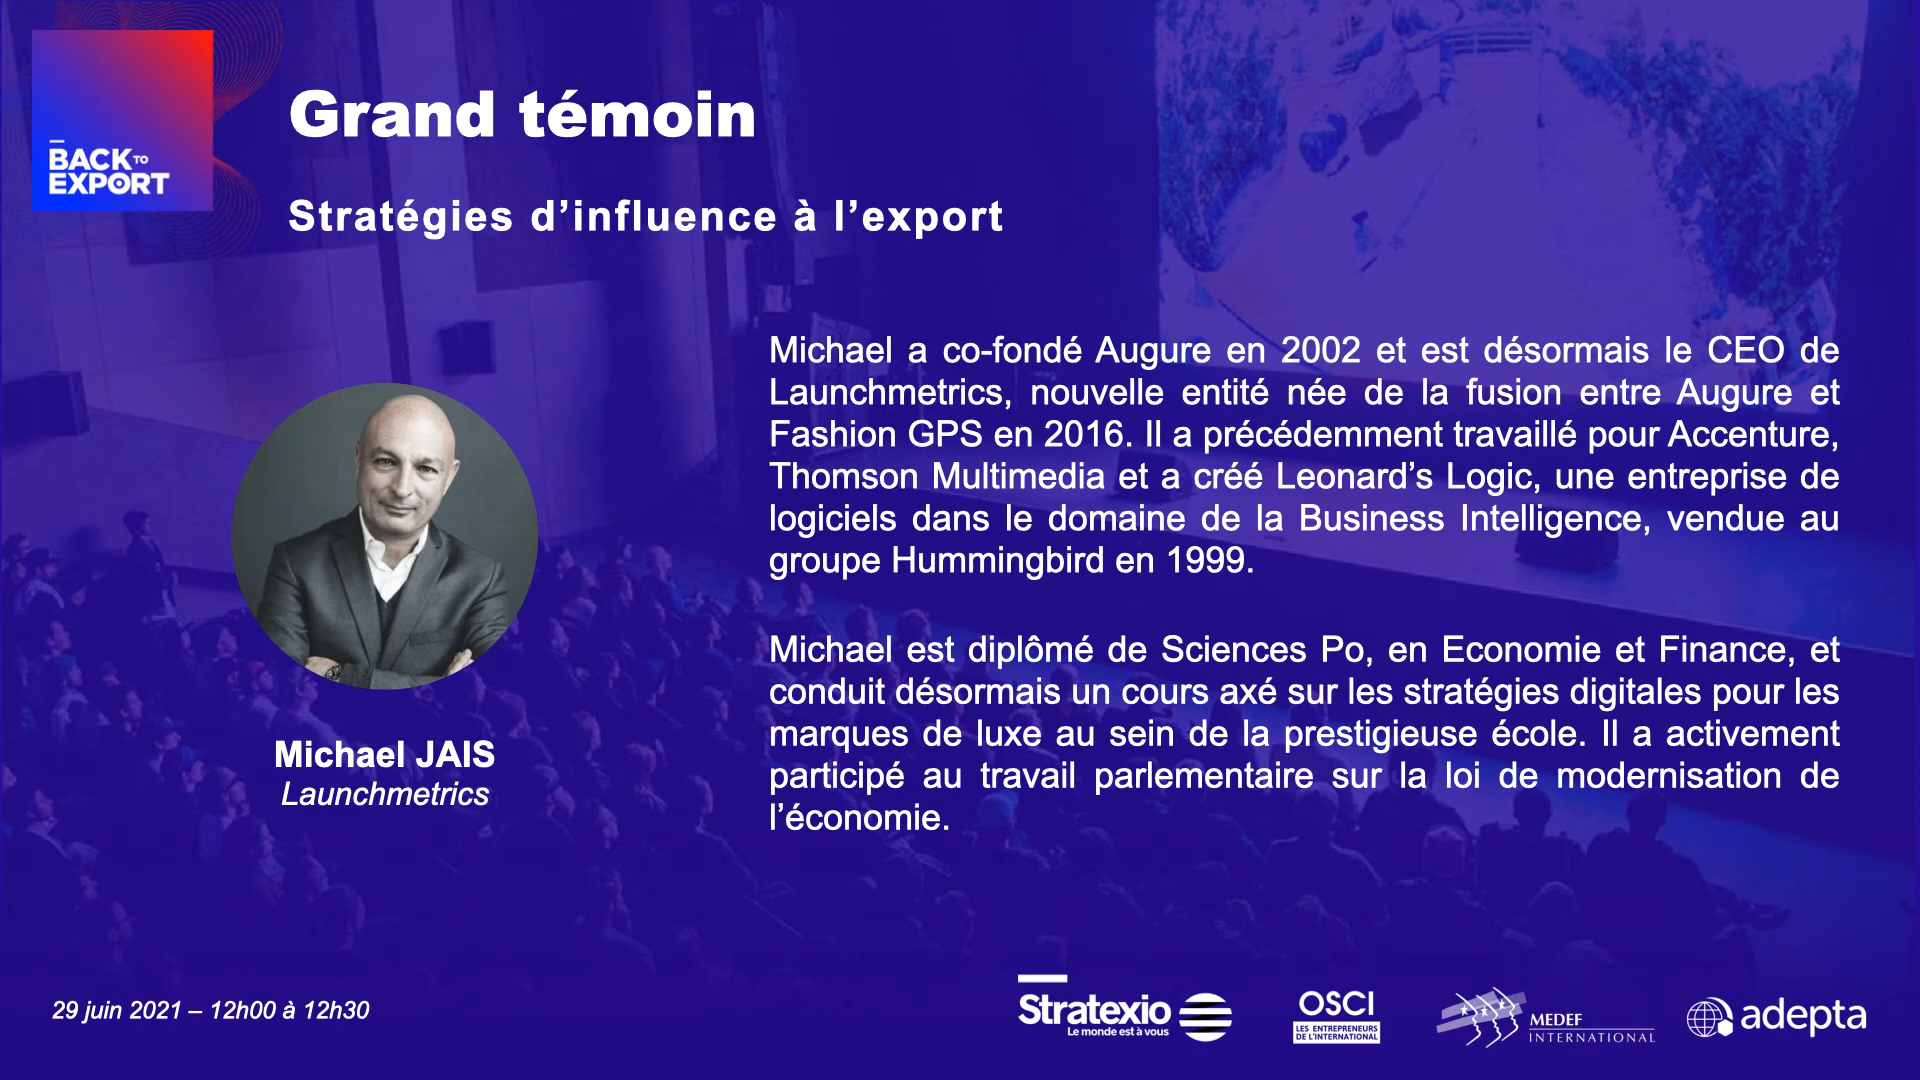 BACK TO
EXPORT
Grand témoin
Stratégies d’influence à l’export
Michael a co-fondé Augure en 2002 et est désormais le CEO de
Launchmetrics, nouvelle entité née de la fusion entre Augure et
Fashion GPS en 2016. Il a précédemment travaillé pour Accenture,
Thomson Multimedia et a créé Leonard’s Logic, une entreprise de
logiciels dans le domaine de la Business Intelligence, vendue au
groupe Hummingbird en 1999.
Michael est diplômé de Sciences Po, en Economie et Finance, et
conduit désormais un cours axé sur les stratégies digitales pour les
marques de luxe au sein de la prestigieuse école. Il a activement
participé au travail parlementaire sur la loi de modernisation de
l’économie.
Michael JAIS
Launchmetrics
29 juin 2021 – 12h00 à 12h30
Stratexio
Le monde est à vous
OSCI
LES ENTREPRENEURS
DE L'INTERNATIONAL
MEDEF
INTERNATIONAL
adepta